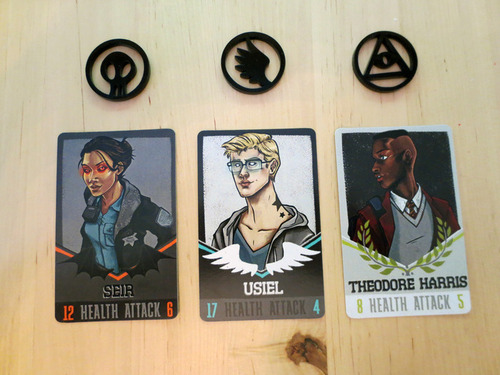 SEIR
12 HEALTH ATTACK 6
USIEL
17 HEALTH ATTACK 4
THEODORE HARRIS
8 HEALTH ATTACK 5